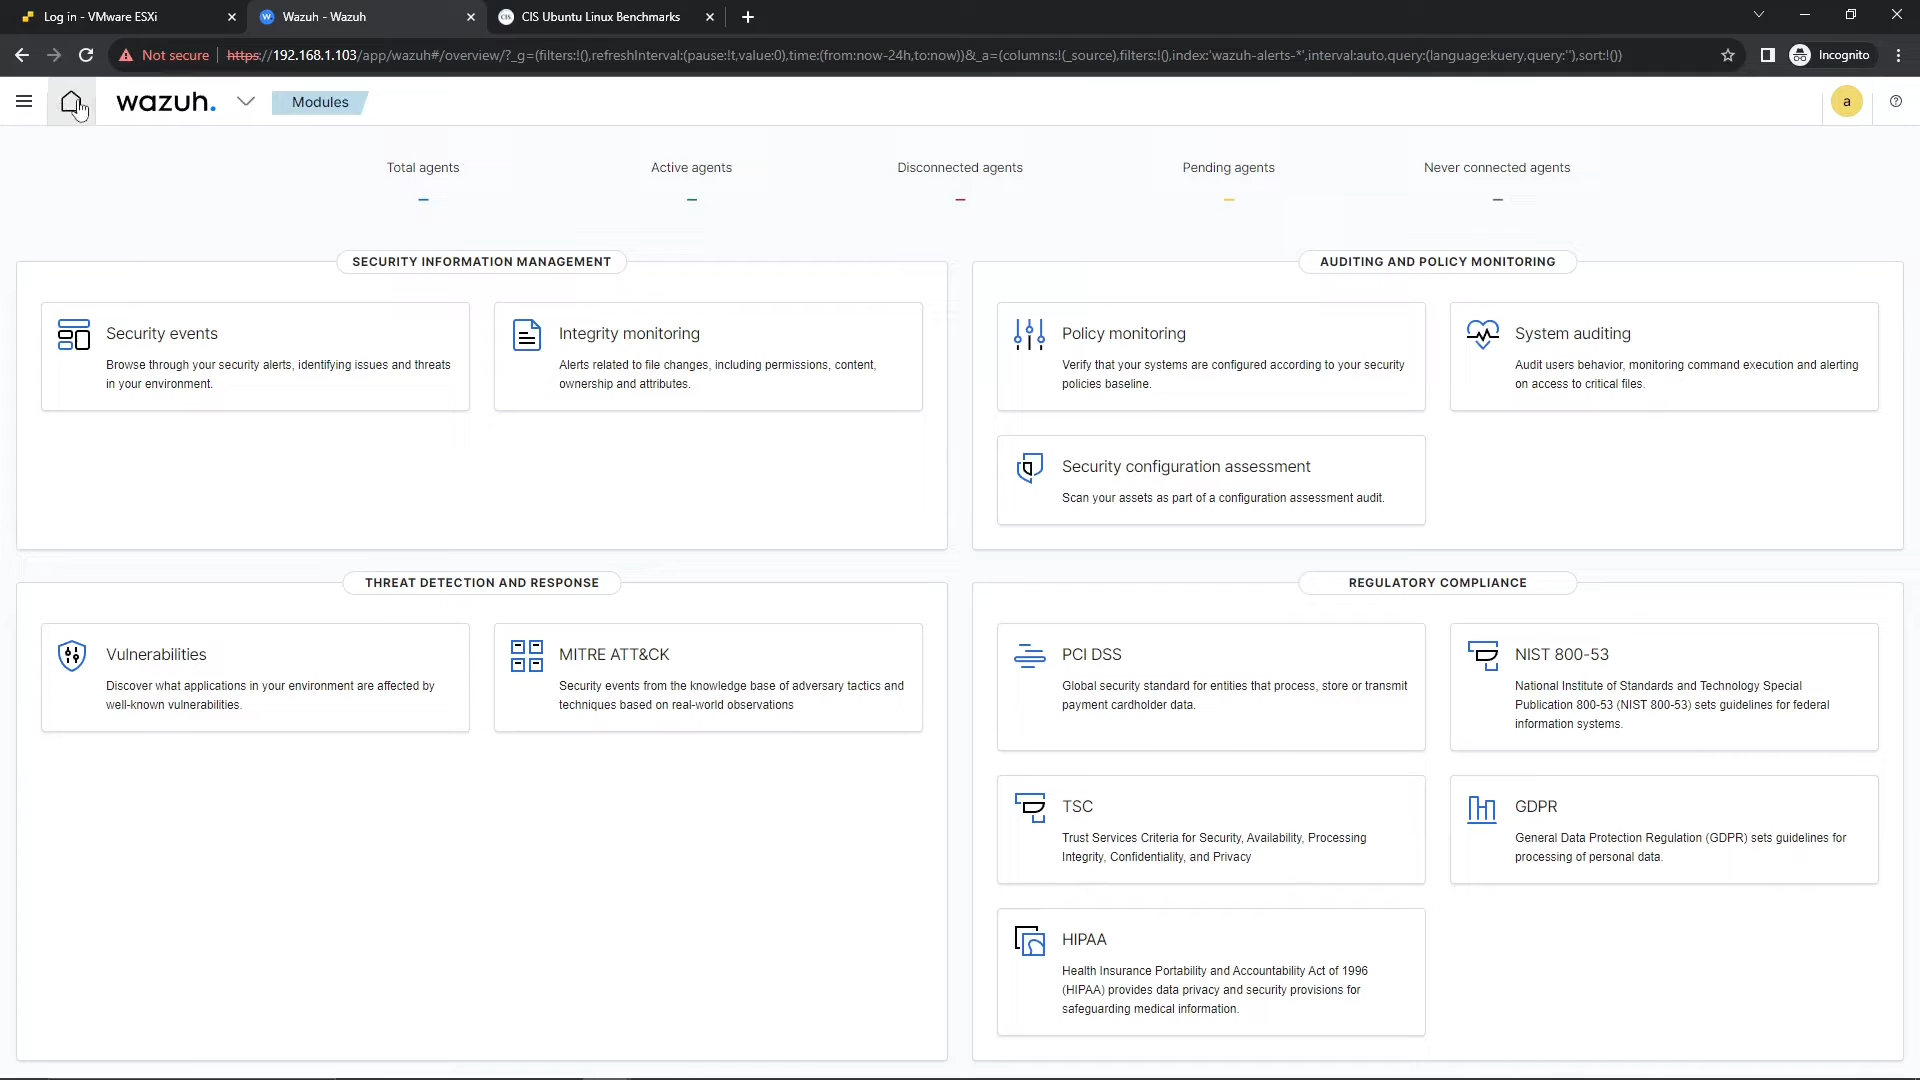 Log in - VMware ESXi
Wazuh - Wazuh
CIS Ubuntu Linux Benchmarks
Not secure
https://192.168.1.103/app/wazuh#/overview/?_g=(filters:!(),refreshInterval:(pause:!t,value:0),time:(from:now-24h,to:now))&_a=(columns:!(_source),filters:!(),index:'wazuh-alerts-*',interval:auto,query:(language:kuery,query:''),sort:!())
Incognito
wazuh.
Modules
a
Total agents
Active agents
Disconnected agents
Pending agents
Never connected agents
SECURITY INFORMATION MANAGEMENT
Security events
Browse through your security alerts, identifying issues and threats
in your environment.
Integrity monitoring
Alerts related to file changes, including permissions, content,
ownership and attributes.
AUDITING AND POLICY MONITORING
Policy monitoring
Verify that your systems are configured according to your security
policies baseline.
System auditing
Audit users behavior, monitoring command execution and alerting
on access to critical files.
Security configuration assessment
Scan your assets as part of a configuration assessment audit.
THREAT DETECTION AND RESPONSE
Vulnerabilities
Discover what applications in your environment are affected by
well-known vulnerabilities.
MITRE ATT&CK
Security events from the knowledge base of adversary tactics and
techniques based on real-world observations
REGULATORY COMPLIANCE
PCI DSS
Global security standard for entities that process, store or transmit
payment cardholder data.
NIST 800-53
National Institute of Standards and Technology Special
Publication 800-53 (NIST 800-53) sets guidelines for federal
information systems.
TSC
Trust Services Criteria for Security, Availability, Processing
Integrity, Confidentiality, and Privacy
GDPR
General Data Protection Regulation (GDPR) sets guidelines for
processing of personal data.
HIPAA
Health Insurance Portability and Accountability Act of 1996
(HIPAA) provides data privacy and security provisions for
safeguarding medical information.